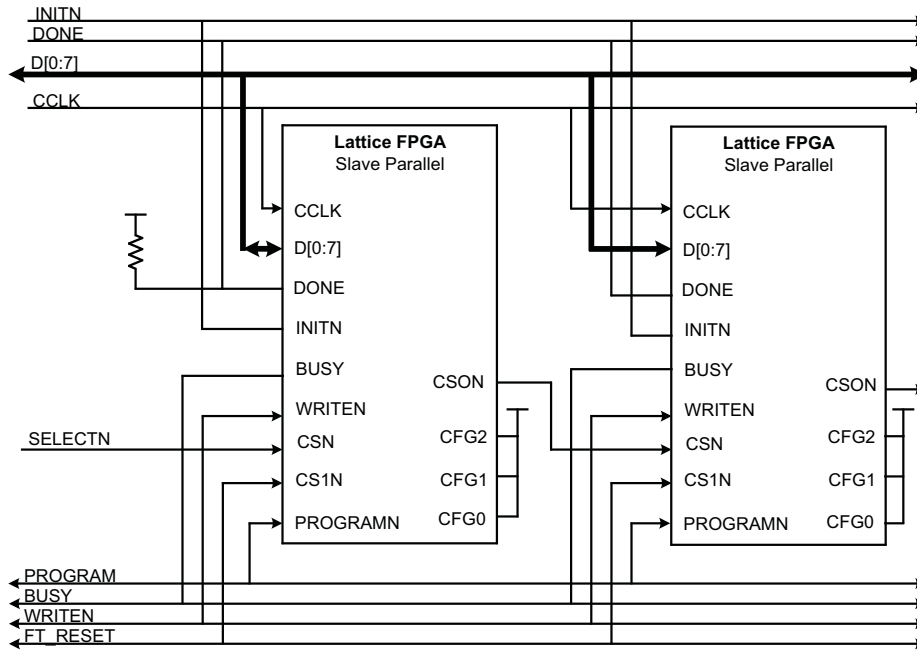 INITN
DONE
D[0:7]
CCLK
Lattice FPGA
Slave Parallel
CCLK
D[0:7]
DONE
INITN
BUSY
WRITEN
CSN
CS1N
PROGRAMN
CSON
CFG2
CFG1
CFG0
Lattice FPGA
Slave Parallel
CCLK
D[0:7]
DONE
INITN
BUSY
WRITEN
CSN
CS1N
PROGRAMN
CSON
CFG2
CFG1
CFG0
SELECTN
PROGRAM
BUSY
WRITEN
FT_RESET